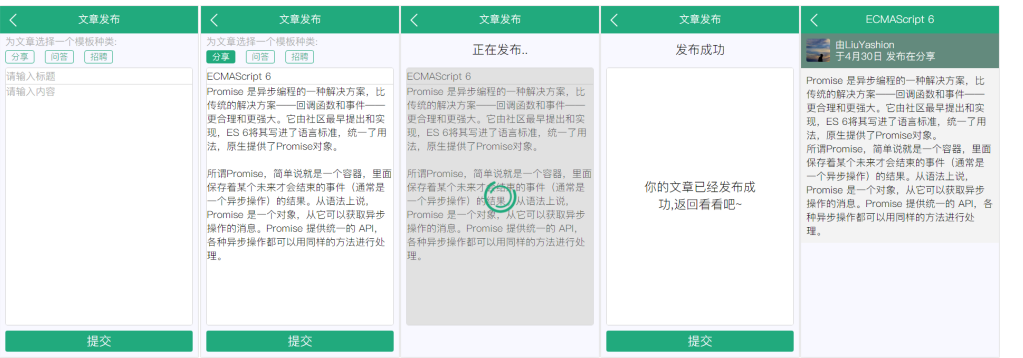 文章发布
为文章选择一个模板种类:
分享
问答
招聘
请输入标题
请输入内容
提交
文章发布
为文章选择一个模板种类:
分享
问答
招聘
ECMAScript 6
Promise 是异步编程的一种解决方案，比
传统的解决方案——回调函数和事件——
更合理和更强大。它由社区最早提出和实
现，ES 6将其写进了语言标准，统一了用
法，原生提供了Promise对象。
所谓Promise，简单说就是一个容器，里面
保存着某个未来才会结束的事件（通常是
一个异步操作）的结果。从语法上说，
Promise 是一个对象，从它可以获取异步
操作的消息。Promise 提供统一的 API，
各种异步操作都可以用同样的方法进行处
理。
提交
文章发布
正在发布..
ECMAScript 6
Promise 是异步编程的一种解决方案，比
传统的解决方案——回调函数和事件——
更合理和更强大。它由社区最早提出和实
现，ES 6将其写进了语言标准，统一了用
法，原生提供了Promise对象。
所谓Promise，简单说就是一个容器，里面
保存着某个未来才会结束的事件（通常是
一个异步操作）的结果。从语法上说，
Promise 是一个对象，从它可以获取异步
操作的消息。Promise 提供统一的 API，
各种异步操作都可以用同样的方法进行处
理。
文章发布
发布成功
你的文章已经发布成
功,返回看看吧~
提交
ECMAScript 6
由LiuYashion
于4月30日 发布在分享
Promise 是异步编程的一种解决方案，比
传统的解决方案——回调函数和事件——
更合理和更强大。它由社区最早提出和实
现，ES 6将其写进了语言标准，统一了用
法，原生提供了Promise对象。
所谓Promise，简单说就是一个容器，里面
保存着某个未来才会结束的事件（通常是
一个异步操作）的结果。从语法上说，
Promise 是一个对象，从它可以获取异步
操作的消息。Promise 提供统一的 API，各
种异步操作都可以用同样的方法进行处
理。